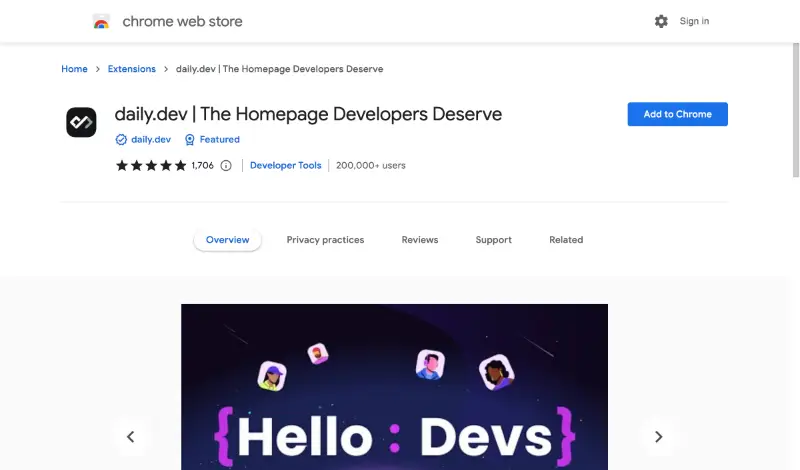 chrome web store
Sign in
Home > Extensions > daily.dev | The Homepage Developers Deserve
daily.dev | The Homepage Developers Deserve
Add to Chrome
daily.dev Featured
1,706 Developer Tools 200,000+ users
Overview Privacy practices Reviews Support Related
{Hello : Devs}